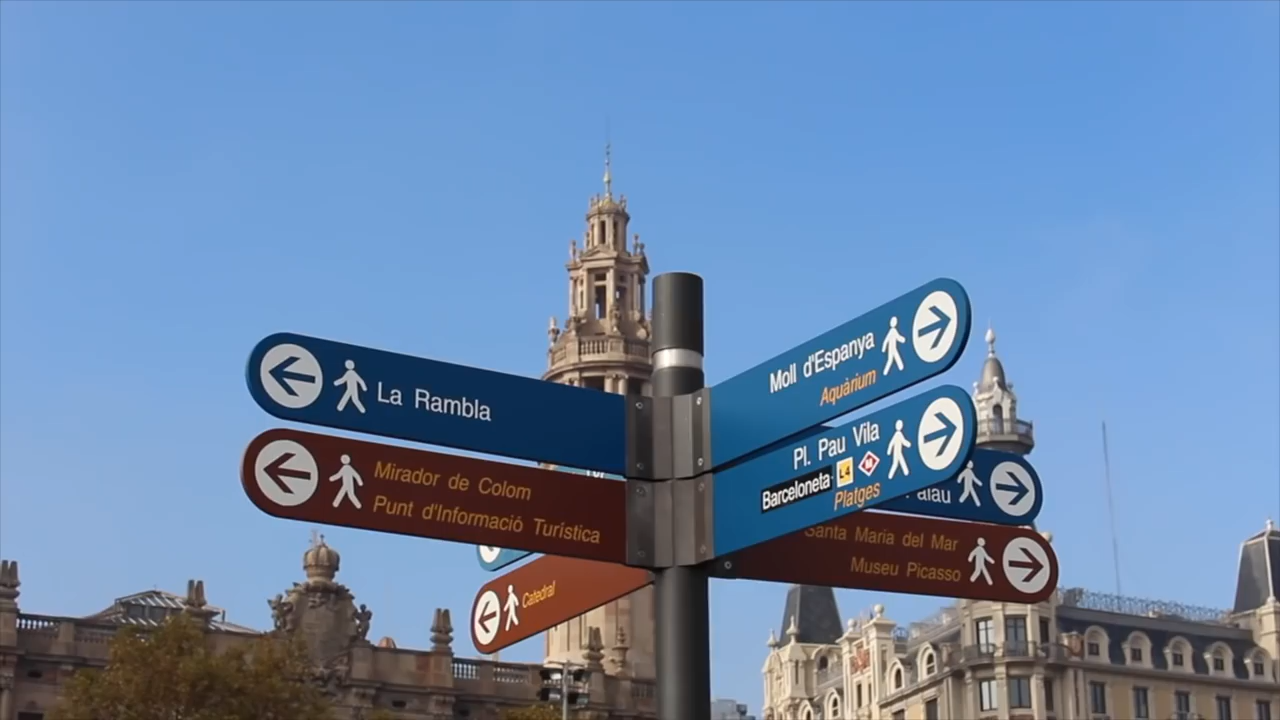 La Rambla
Mirador de Colom
Punt d'Informació Turística
Catedral
Moll d'Espanya
Aquàrium
Pl. Pau Vila
Barceloneta L4 M
Platges
Palau
Santa Maria del Mar
Museu Picasso